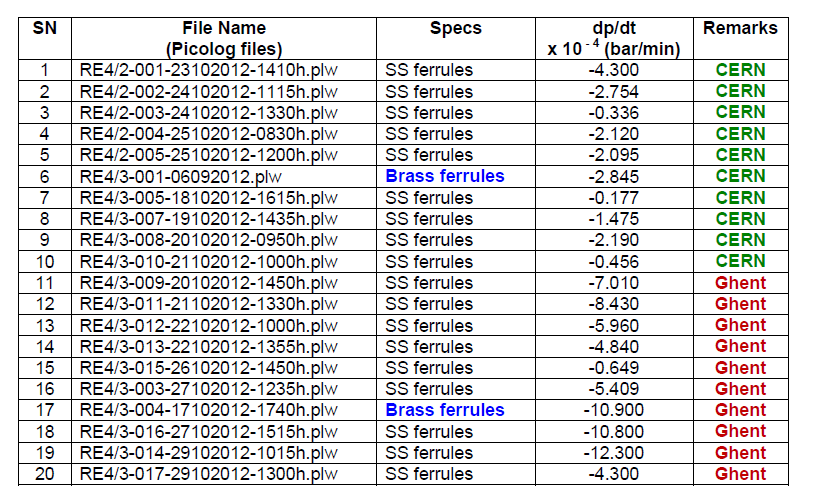 SN File Name Specs dp/dt Remarks
(Picolog files) x 10⁻⁴ (bar/min)
1 RE4/2-001-23102012-1410h.plw SS ferrules -4.300 CERN
2 RE4/2-002-24102012-1115h.plw SS ferrules -2.754 CERN
3 RE4/2-003-24102012-1330h.plw SS ferrules -0.336 CERN
4 RE4/2-004-25102012-0830h.plw SS ferrules -2.120 CERN
5 RE4/2-005-25102012-1200h.plw SS ferrules -2.095 CERN
6 RE4/3-001-06092012.plw Brass ferrules -2.845 CERN
7 RE4/3-005-18102012-1615h.plw SS ferrules -0.177 CERN
8 RE4/3-007-19102012-1435h.plw SS ferrules -1.475 CERN
9 RE4/3-008-20102012-0950h.plw SS ferrules -2.190 CERN
10 RE4/3-010-21102012-1000h.plw SS ferrules -0.456 CERN
11 RE4/3-009-20102012-1450h.plw SS ferrules -7.010 Ghent
12 RE4/3-011-21102012-1330h.plw SS ferrules -8.430 Ghent
13 RE4/3-012-22102012-1000h.plw SS ferrules -5.960 Ghent
14 RE4/3-013-22102012-1355h.plw SS ferrules -4.840 Ghent
15 RE4/3-015-26102012-1450h.plw SS ferrules -0.649 Ghent
16 RE4/3-003-27102012-1235h.plw SS ferrules -5.409 Ghent
17 RE4/3-004-17102012-1740h.plw Brass ferrules -10.900 Ghent
18 RE4/3-016-27102012-1515h.plw SS ferrules -10.800 Ghent
19 RE4/3-014-29102012-1015h.plw SS ferrules -12.300 Ghent
20 RE4/3-017-29102012-1300h.plw SS ferrules -4.300 Ghent